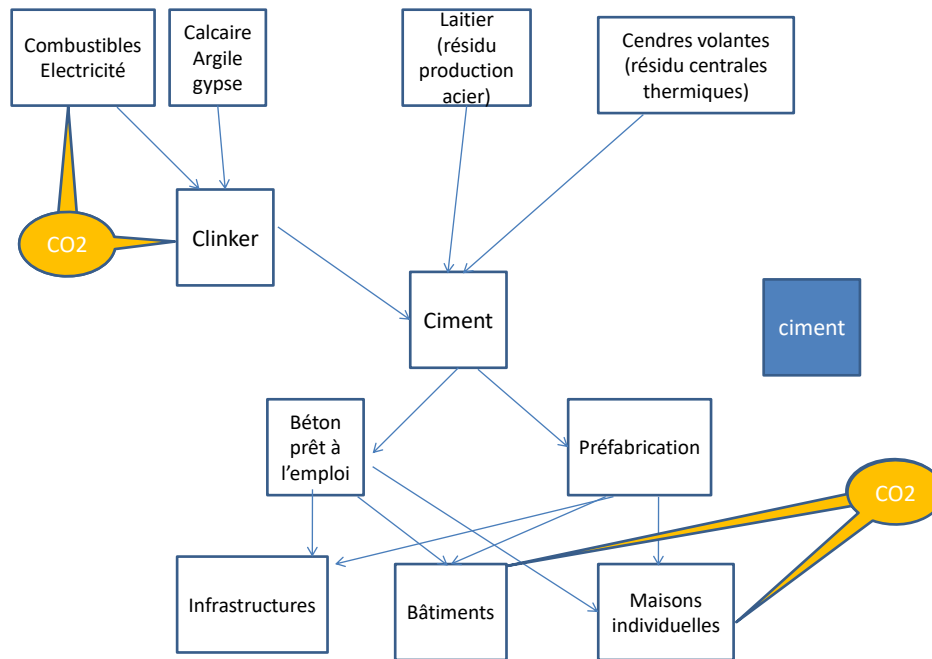 Combustibles
Electricité
Calcaire
Argile
gypse
Laitier
(résidu
production
acier)
Cendres volantes
(résidu centrales
thermiques)
CO2
Clinker
Ciment
ciment
Béton
prêt à
l’emploi
Préfabrication
CO2
Infrastructures
Bâtiments
Maisons
individuelles